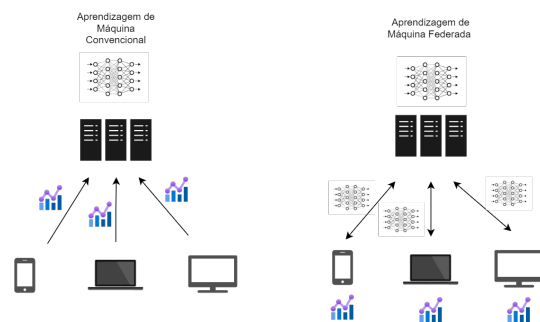 Aprendizagem de
Máquina
Convencional
Aprendizagem de
Máquina Federada